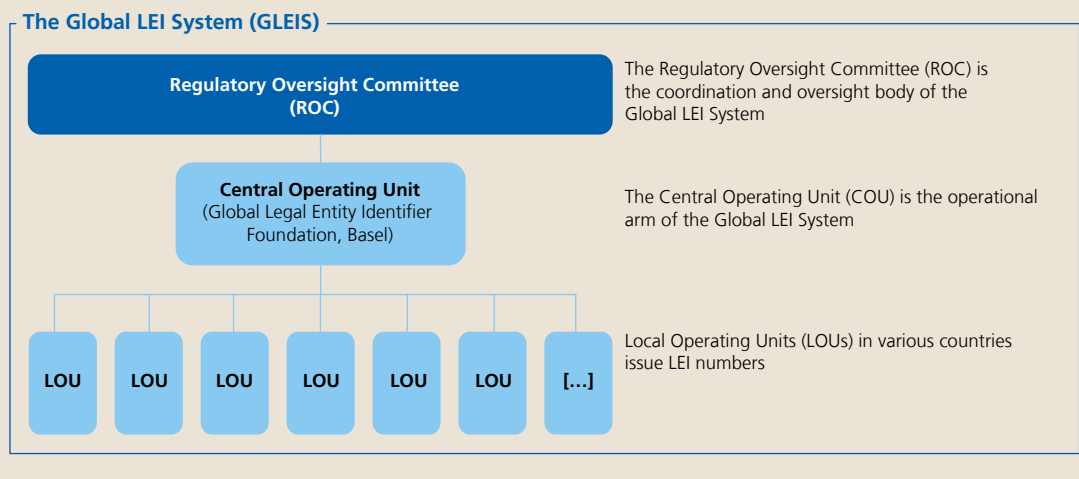 The Global LEI System (GLEIS)
Regulatory Oversight Committee
(ROC)
The Regulatory Oversight Committee (ROC) is
the coordination and oversight body of the
Global LEI System
Central Operating Unit
(Global Legal Entity Identifier
Foundation, Basel)
The Central Operating Unit (COU) is the operational
arm of the Global LEI System
LOU
LOU
LOU
LOU
LOU
LOU
[…]
Local Operating Units (LOUs) in various countries
issue LEI numbers